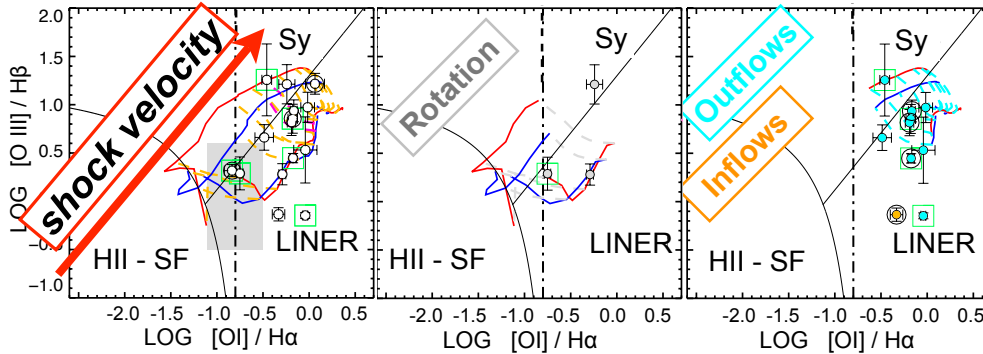 2.0
1.5
1.0
0.5
−0.5
−1.0
LOG [O III] / Hβ
shock velocity
Sy
HII - SF
LINER
−2.0 −1.5 −1.0 −0.5 0.0 0.5
LOG [OI] / Hα
Rotation
Sy
HII - SF
LINER
−2.0 −1.5 −1.0 −0.5 0.0 0.5
LOG [OI] / Hα
Outflows
Inflows
Sy
HII - SF
LINER
−2.0 −1.5 −1.0 −0.5 0.0 0.5
LOG [OI] / Hα